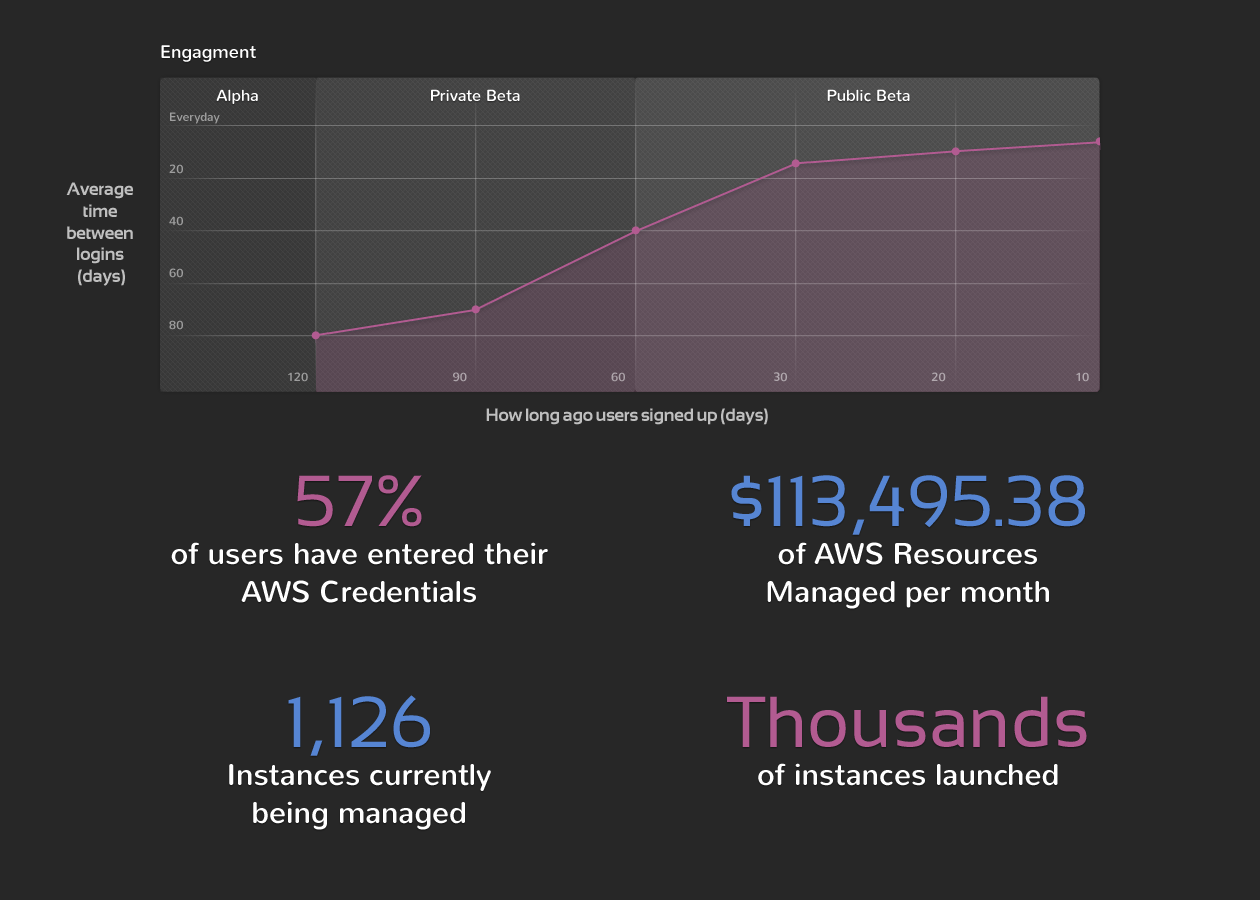 Engagment
Alpha
Private Beta
Public Beta
Everyday
20
40
60
80
Average
time
between
logins
(days)
120
90
60
30
20
10
How long ago users signed up (days)
57%
of users have entered their
AWS Credentials
$113,495.38
of AWS Resources
Managed per month
1,126
Instances currently
being managed
Thousands
of instances launched